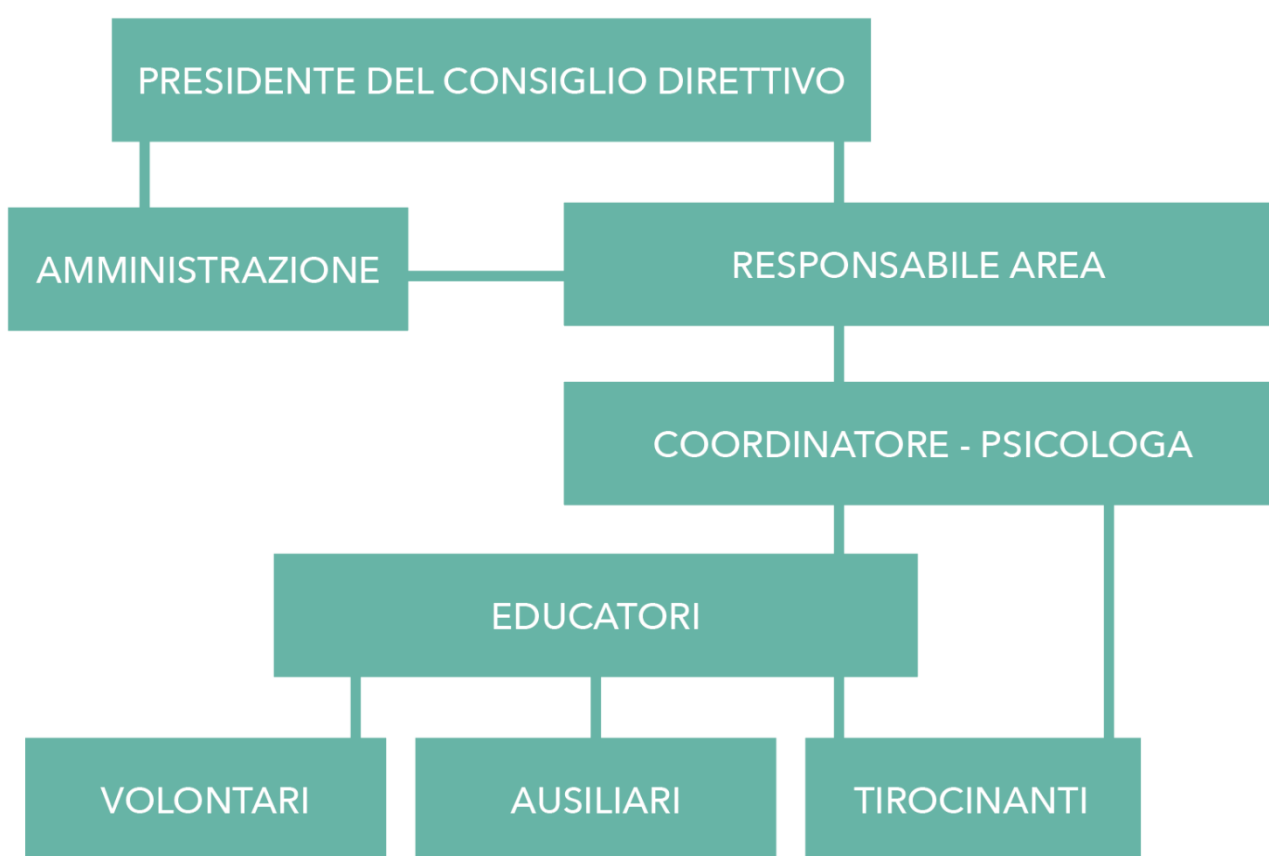 PRESIDENTE DEL CONSIGLIO DIRETTIVO
AMMINISTRAZIONE
RESPONSABILE AREA
COORDINATORE - PSICOLOGA
EDUCATORI
VOLONTARI
AUSILIARI
TIROCINANTI